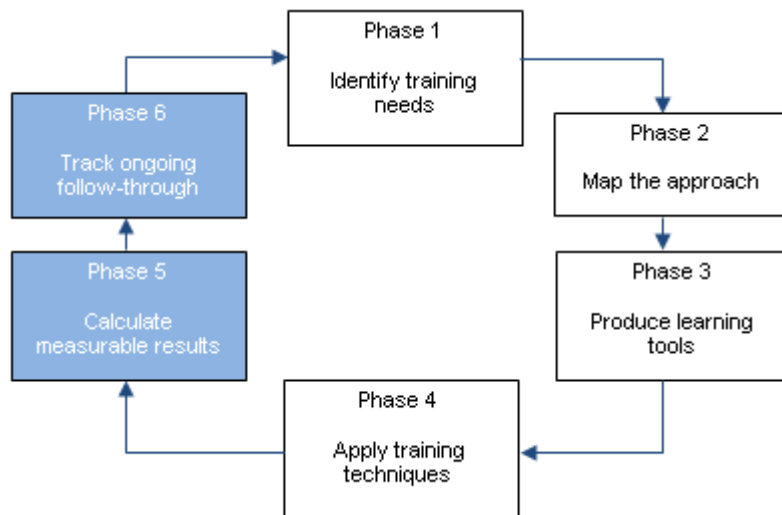 Phase 1
Identify training
needs
Phase 2
Map the approach
Phase 3
Produce learning
tools
Phase 4
Apply training
techniques
Phase 5
Calculate
measurable results
Phase 6
Track ongoing
follow-through